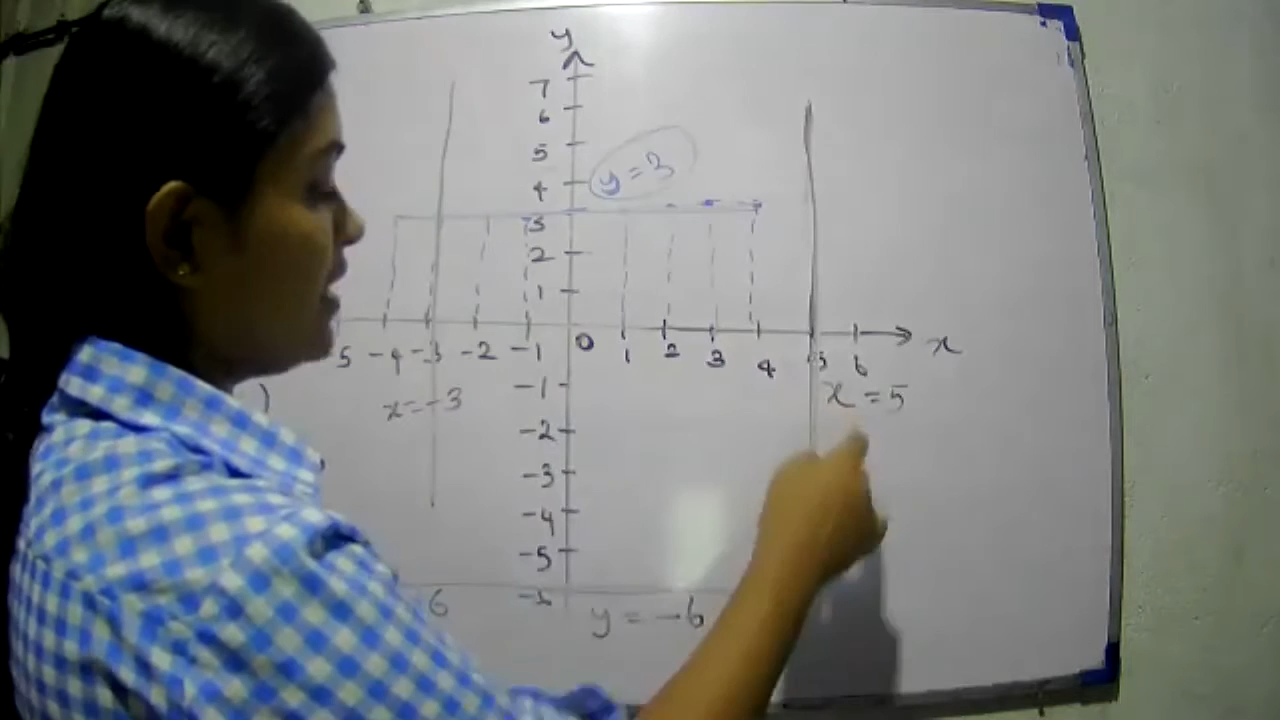 y
7
6
5
4
y = 3
3
2
1
5 -4 -3 -2 -1 0 1 2 3 4 5 6 x
-1
x = -3
x = 5
-2
-3
-4
-5
6
y = -6